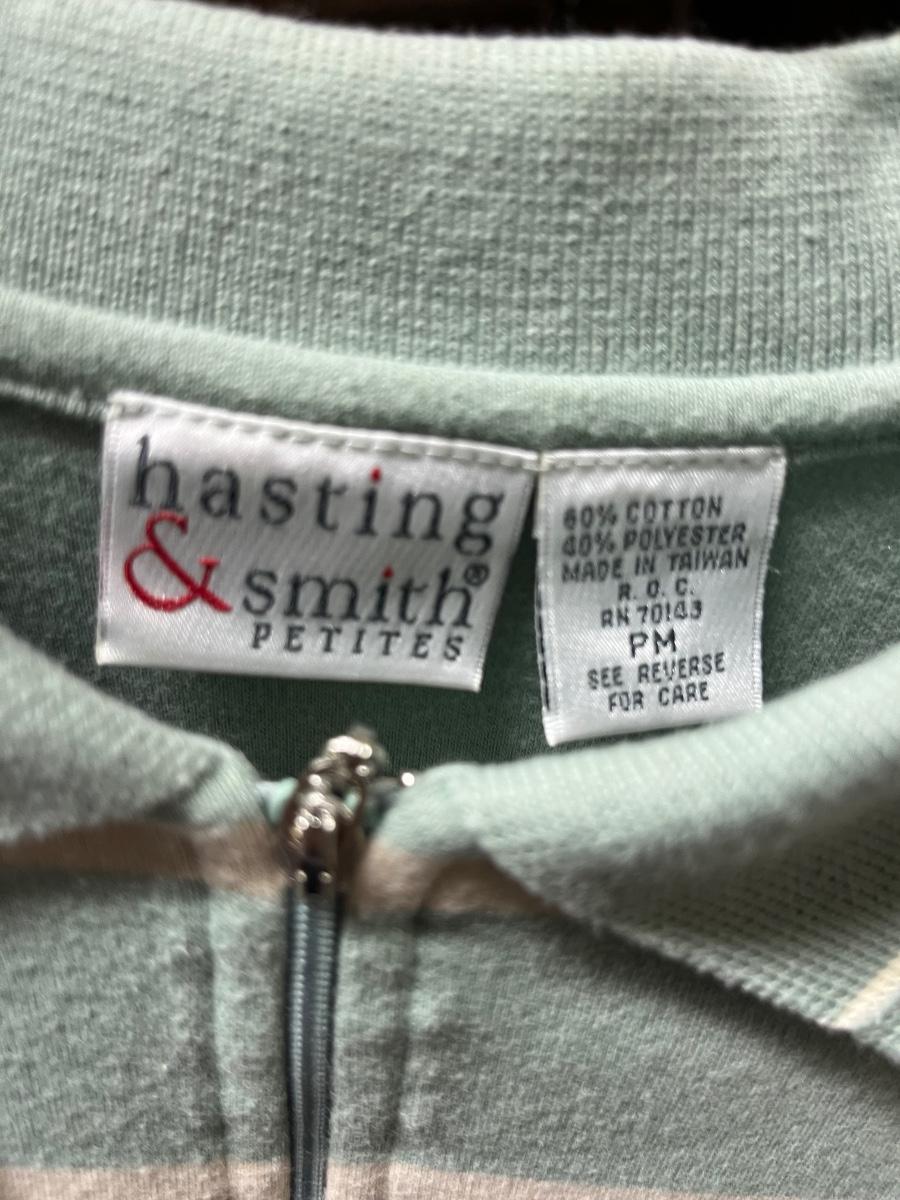 hasting
& smith®
PETITES
60% COTTON
40% POLYESTER
MADE IN TAIWAN
R. O. C.
RN 70143
PM
SEE REVERSE
FOR CARE